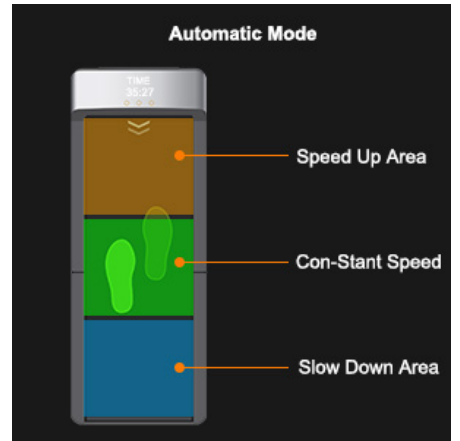 Automatic Mode
TIME
35:27
Speed Up Area
Con-Stant Speed
Slow Down Area